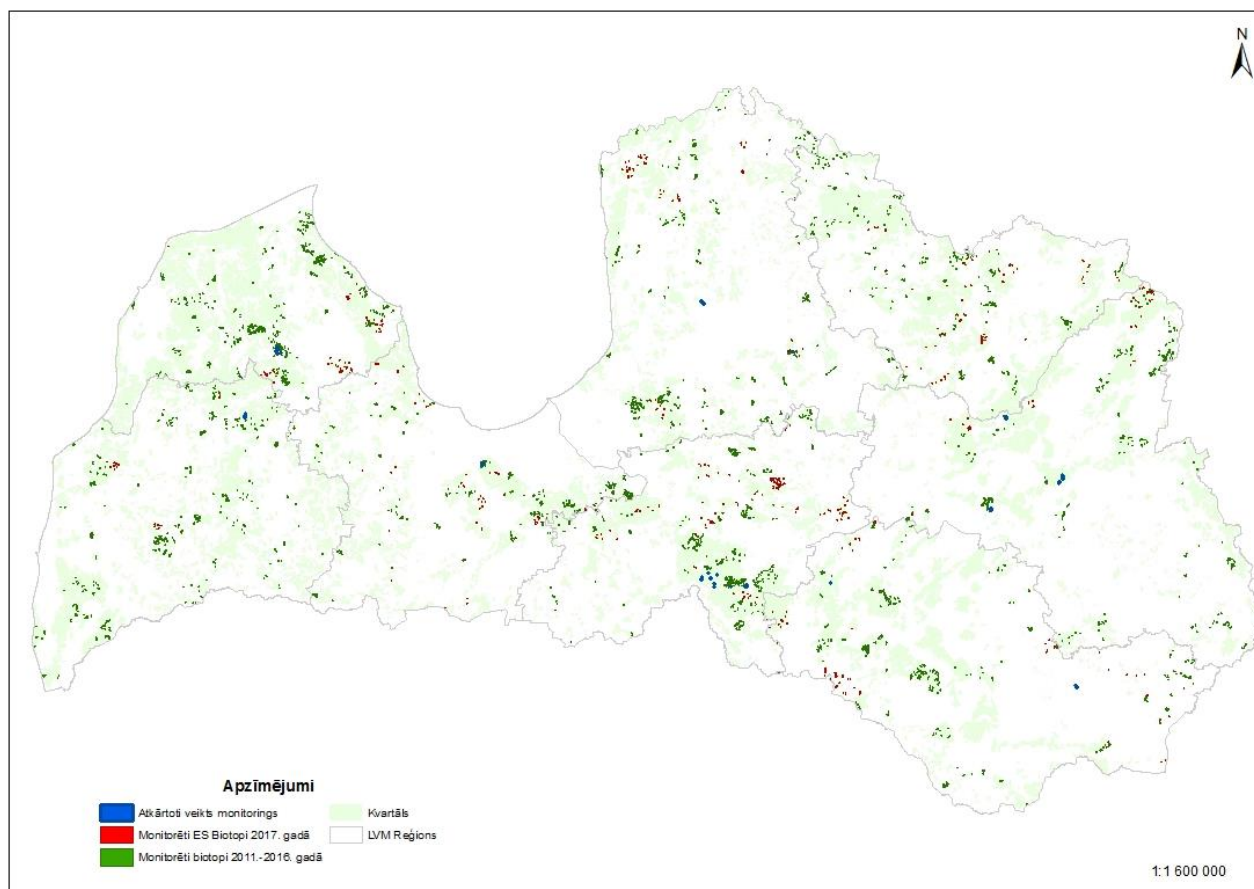 N
Apzīmējumi
Atkārtoti veikts monitorings
Kvartāls
Monitorēti ES Biotopi 2017. gadā
LVM Reģions
Monitorēti biotopi 2011.-2016. gadā
1:1 600 000